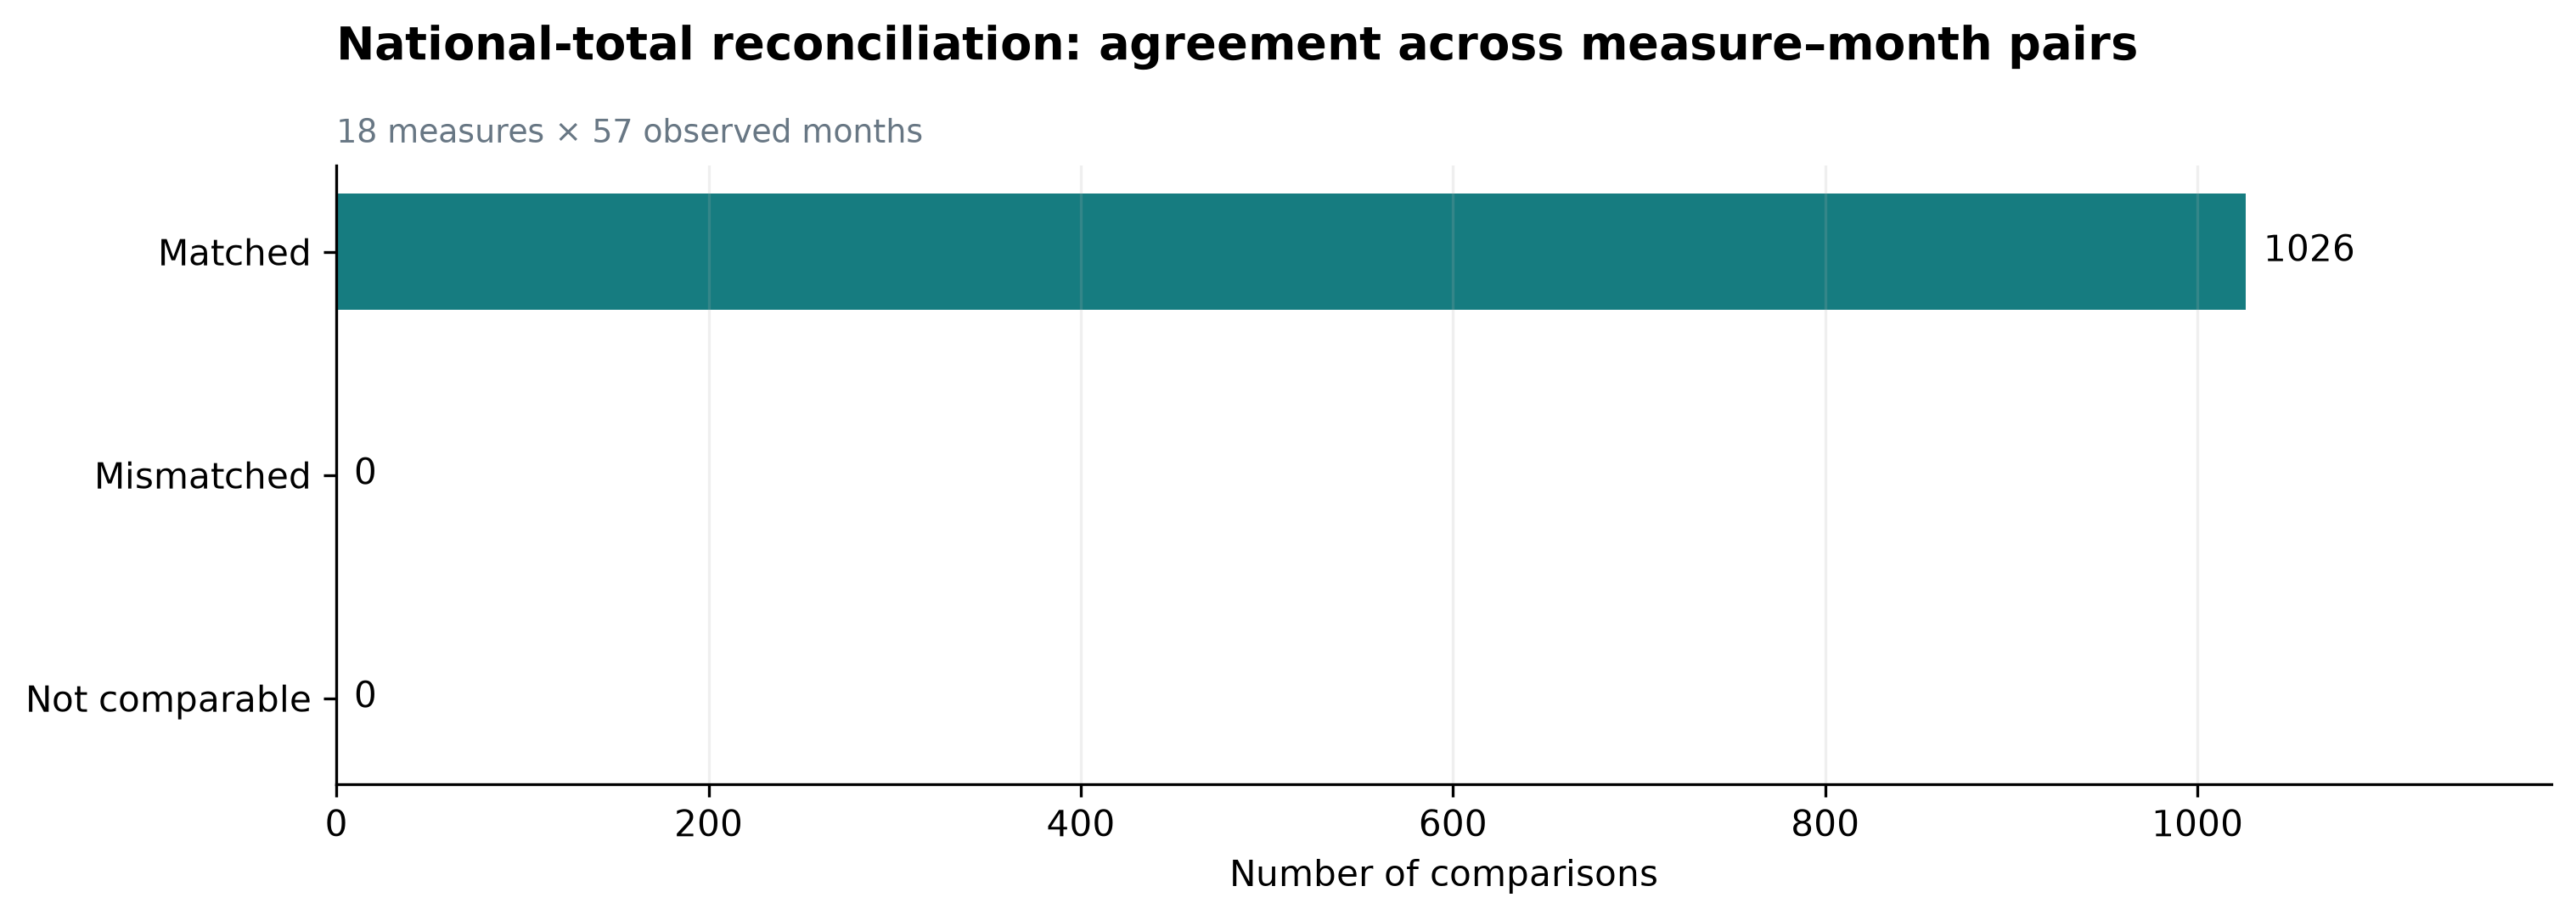 National-total reconciliation: agreement across measure–month pairs
18 measures × 57 observed months
Matched
1026
Mismatched
0
Not comparable
0
0 200 400 600 800 1000
Number of comparisons